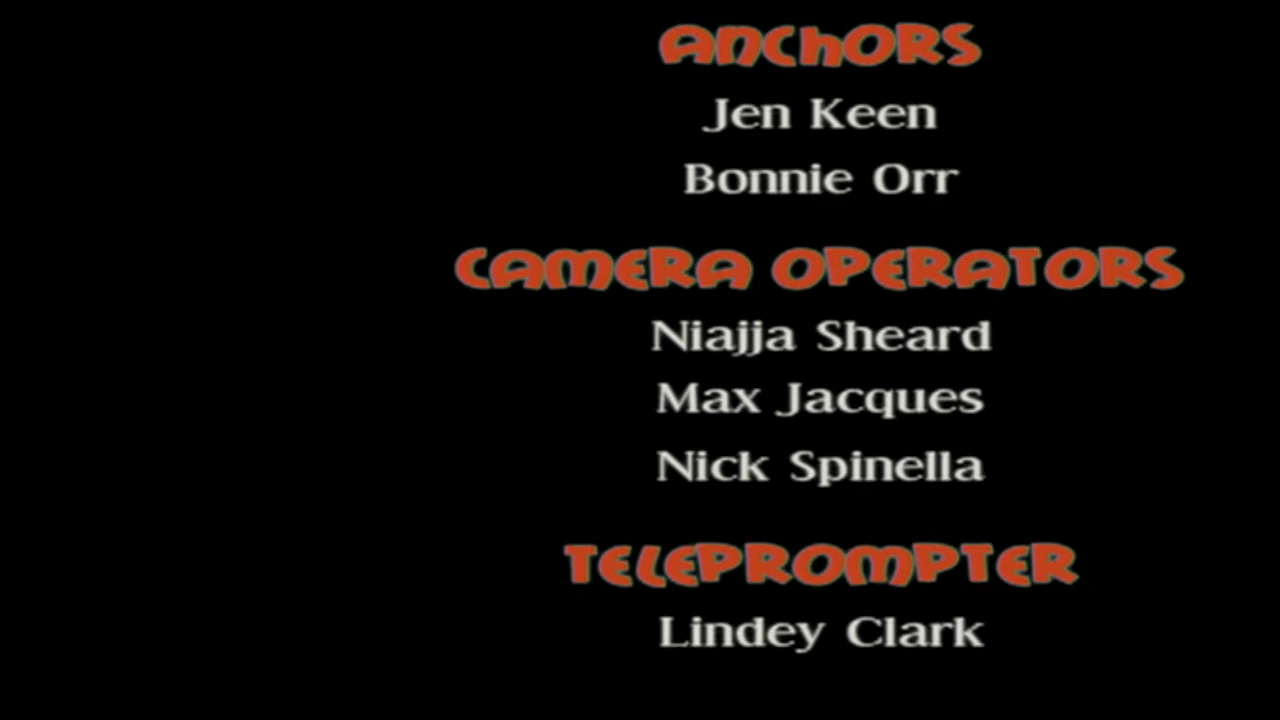 ANCHORS
Jen Keen
Bonnie Orr
CAMERA OPERATORS
Niajja Sheard
Max Jacques
Nick Spinella
TELEPROMPTER
Lindey Clark